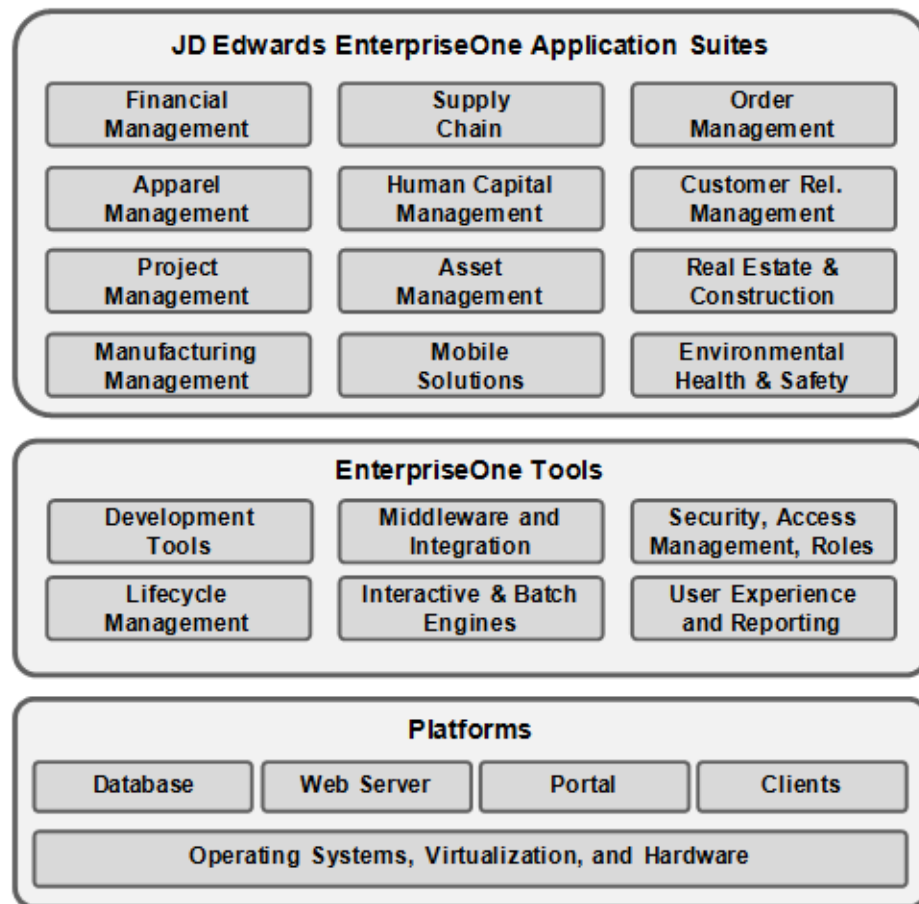 JD Edwards EnterpriseOne Application Suites
Financial
Management
Supply
Chain
Order
Management
Apparel
Management
Human Capital
Management
Customer Rel.
Management
Project
Management
Asset
Management
Real Estate &
Construction
Manufacturing
Management
Mobile
Solutions
Environmental
Health & Safety
EnterpriseOne Tools
Development
Tools
Middleware and
Integration
Security, Access
Management, Roles
Lifecycle
Management
Interactive & Batch
Engines
User Experience
and Reporting
Platforms
Database
Web Server
Portal
Clients
Operating Systems, Virtualization, and Hardware